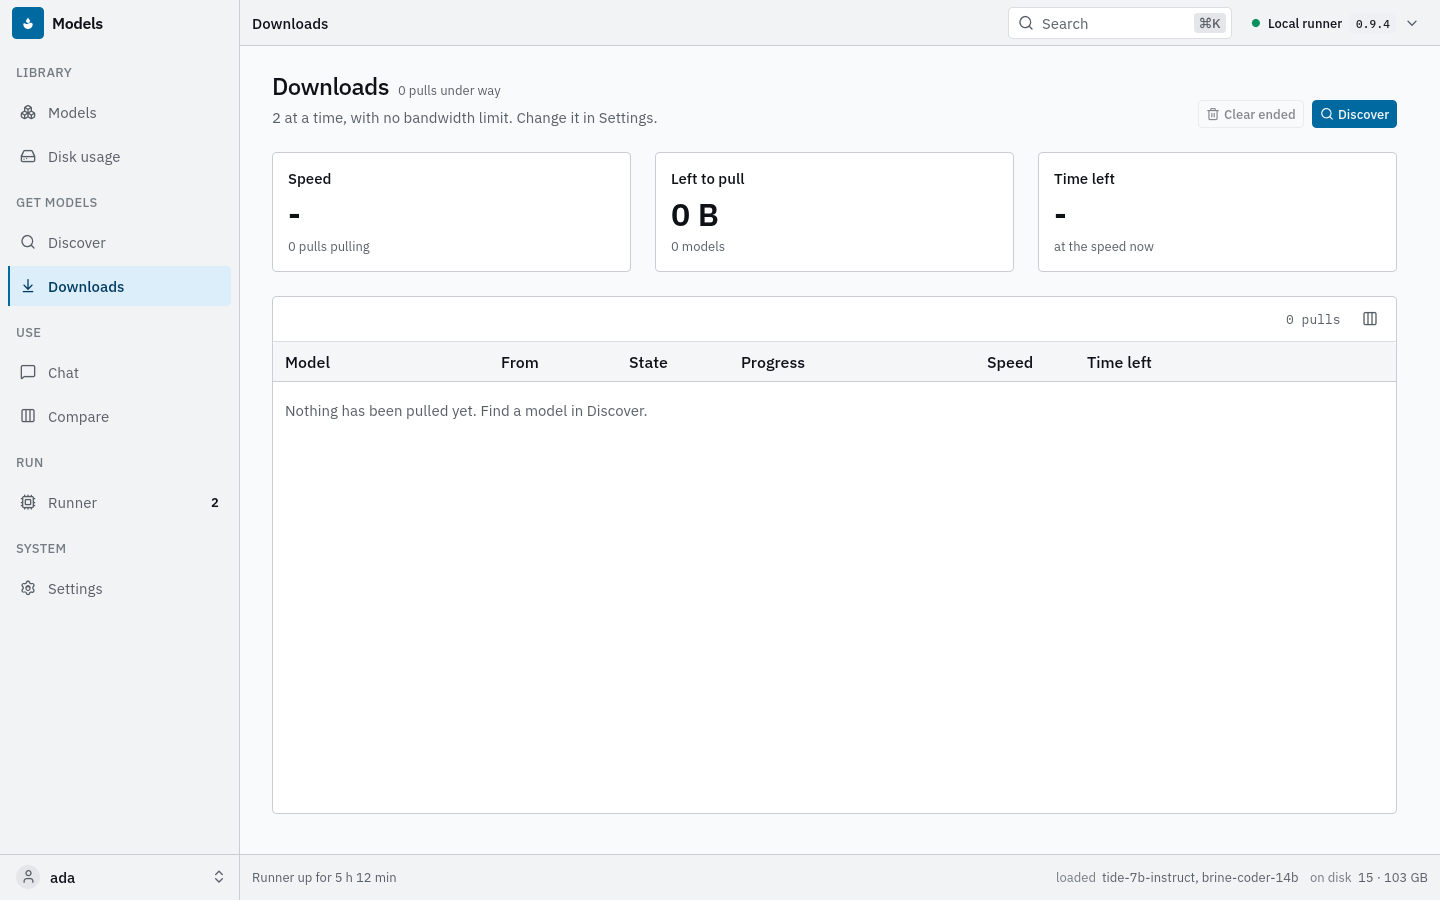 Models
LIBRARY
Models
Disk usage
GET MODELS
Discover
Downloads
USE
Chat
Compare
RUN
Runner 2
SYSTEM
Settings
ada
Downloads
Search ⌘K
Local runner 0.9.4
Downloads 0 pulls under way
2 at a time, with no bandwidth limit. Change it in Settings.
Clear ended
Discover
Speed
-
0 pulls pulling
Left to pull
0 B
0 models
Time left
-
at the speed now
0 pulls
Model From State Progress Speed Time left
Nothing has been pulled yet. Find a model in Discover.
Runner up for 5 h 12 min
loaded tide-7b-instruct, brine-coder-14b on disk 15 · 103 GB